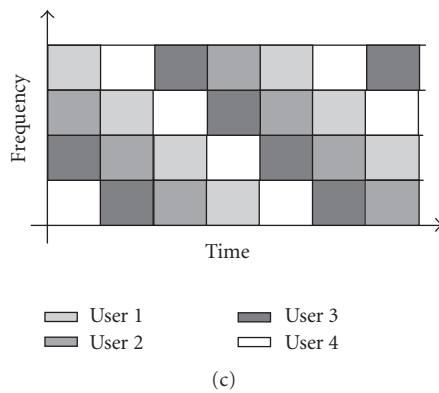 Frequency
Time
User 1
User 3
User 2
User 4
(c)